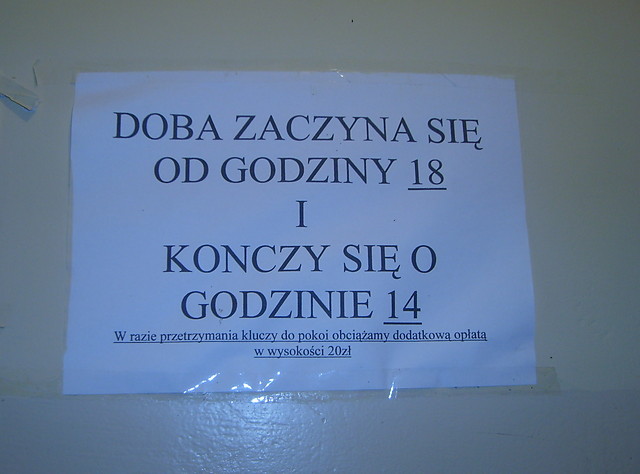 DOBA ZACZYNA SIĘ
OD GODZINY 18
I
KONCZY SIĘ O
GODZINIE 14
W razie przetrzymania kluczy do pokoi obciążamy dodatkową opłatą
w wysokości 20zł